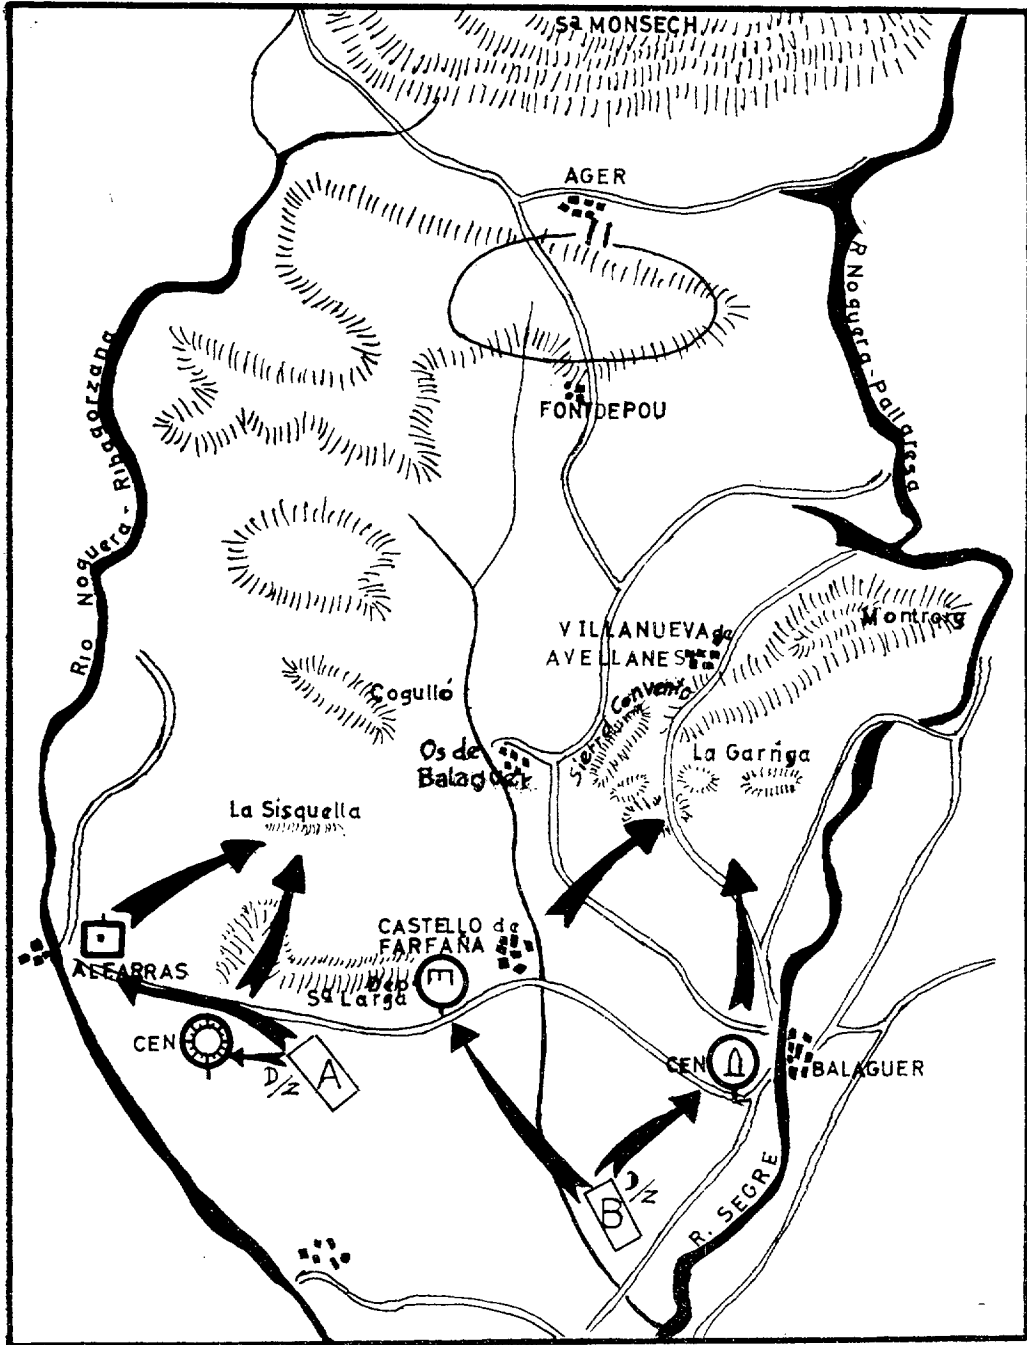 Sª MONSECH
AGER
R Noguera-Pallaresa
Rio Noguera-Ribagorzana
FONTDEPOU
Montroig
VILLANUEVA de
AVELLANES
Sierra Convento
Cogulló
Os de
Balaguer
La Garriga
La Sisquella
CASTELLO de
FARFAÑA
ALFARRAS
Dep.
Sª Larga
E
CEN
D/Z
A
CEN
BALAGUER
D/Z
B
R. SEGRE